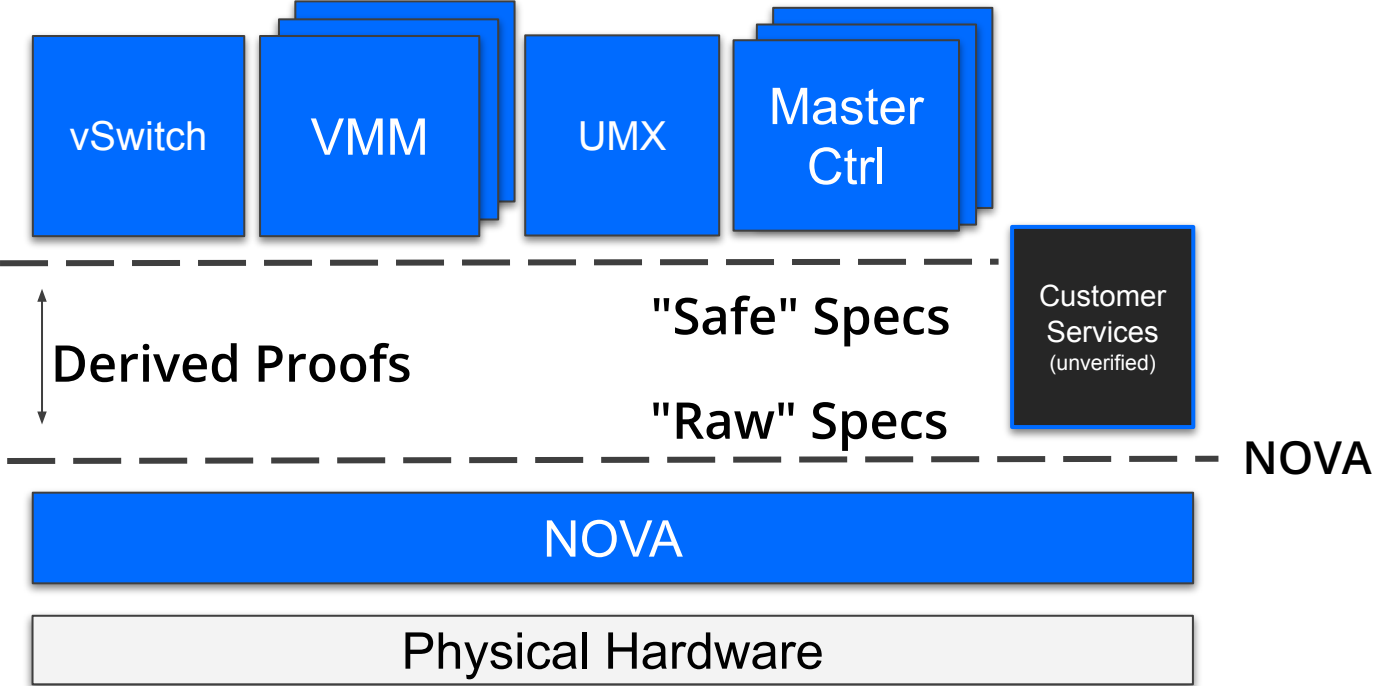 vSwitch
VMM
UMX
Master
Ctrl
Customer
Services
(unverified)
"Safe" Specs
Derived Proofs
"Raw" Specs
NOVA
NOVA
Physical Hardware